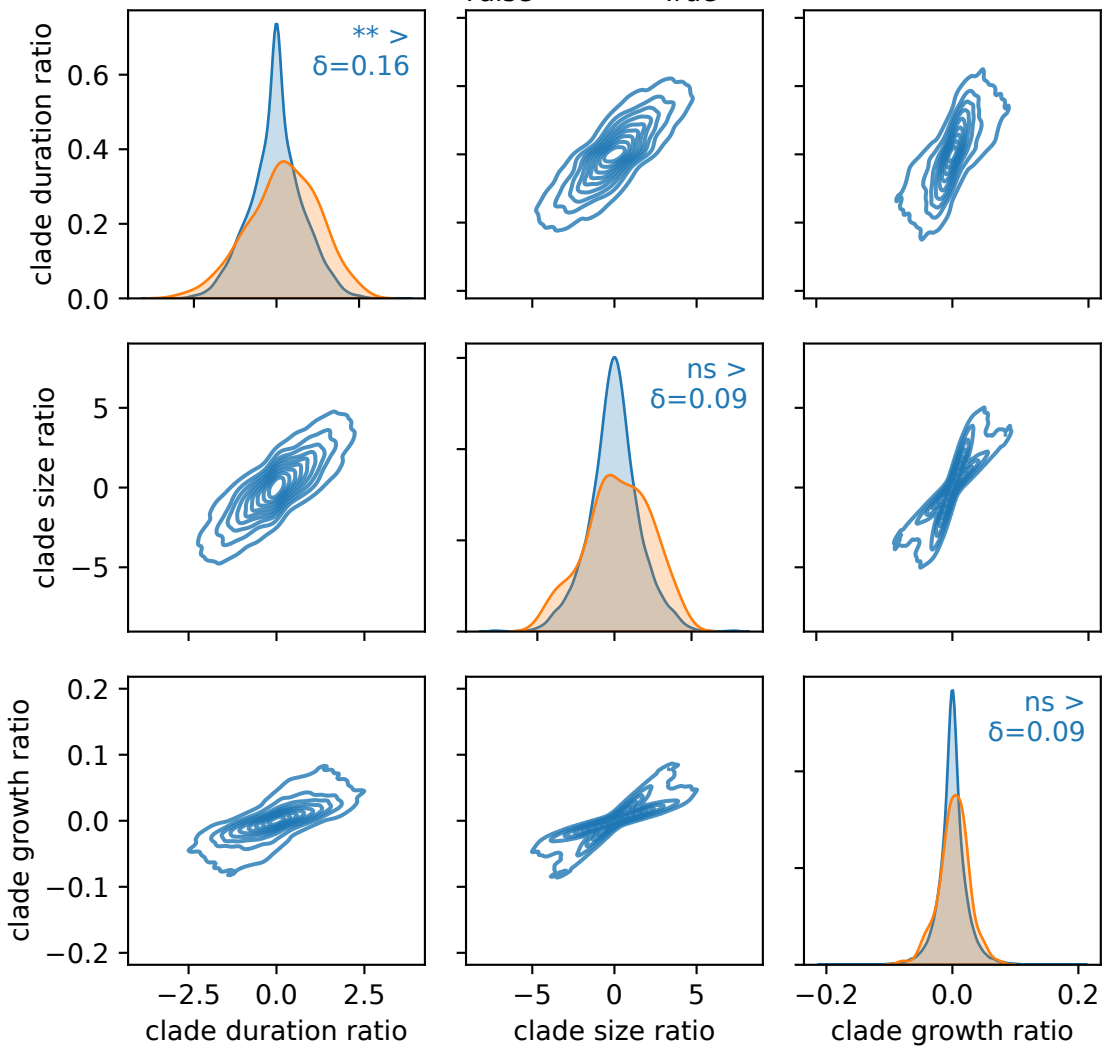 clade duration ratio
0.6
0.4
0.2
0.0
** >
δ=0.16
clade size ratio
5
0
−5
ns >
δ=0.09
clade growth ratio
0.2
0.1
0.0
−0.1
−0.2
ns >
δ=0.09
−2.5 0.0 2.5
clade duration ratio
−5 0 5
clade size ratio
−0.2 0.0 0.2
clade growth ratio